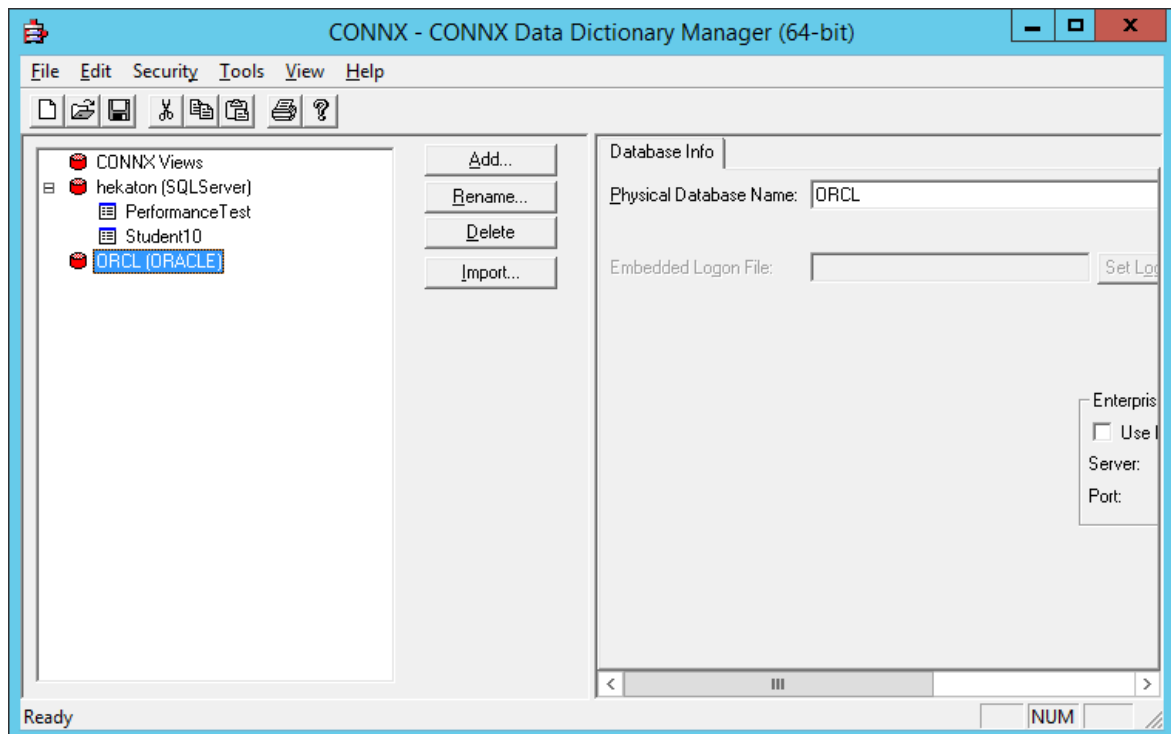 CONNX - CONNX Data Dictionary Manager (64-bit)
File Edit Security Tools View Help
CONNX Views
hekaton (SQLServer)
PerformanceTest
Student10
ORCL (ORACLE)
Add...
Rename...
Delete
Import...
Database Info
Physical Database Name: ORCL
Embedded Logon File: Set Log
Enterpris
Use
Server:
Port:
Ready NUM